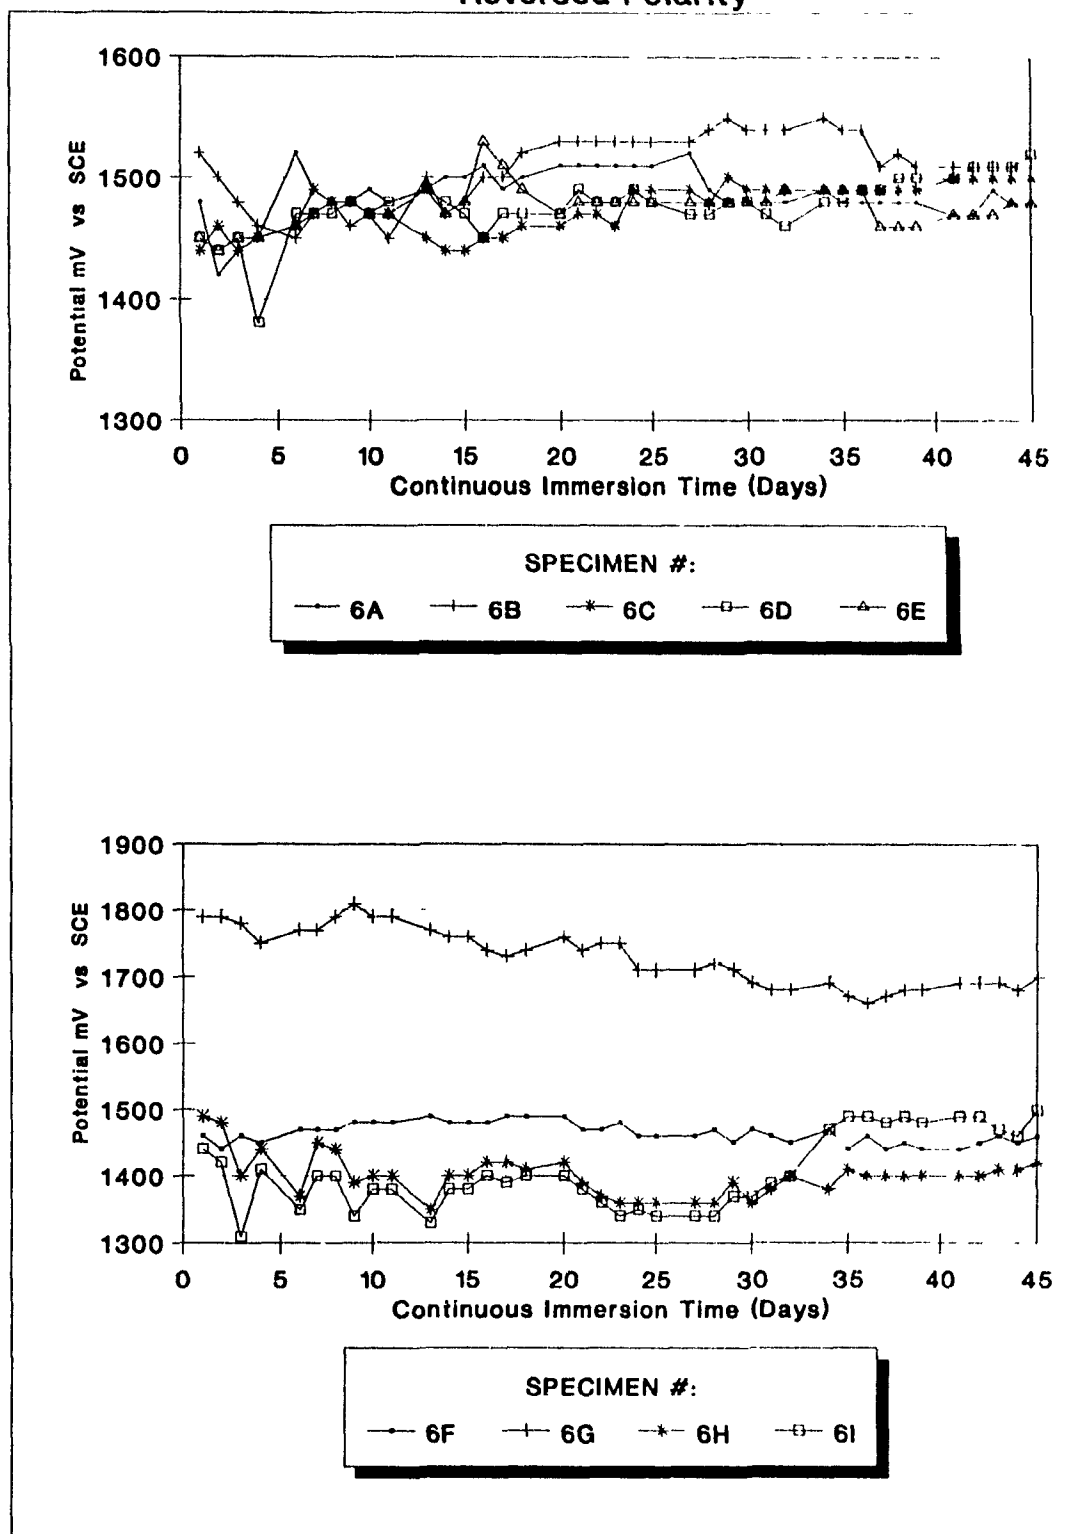 Reversed Polarity
1600
1500
1400
1300
Potential mV vs SCE
0 5 10 15 20 25 30 35 40 45
Continuous Immersion Time (Days)
SPECIMEN #:
6A 6B 6C 6D 6E
1900
1800
1700
1600
1500
1400
1300
Potential mV vs SCE
0 5 10 15 20 25 30 35 40 45
Continuous Immersion Time (Days)
SPECIMEN #:
6F 6G 6H 6I